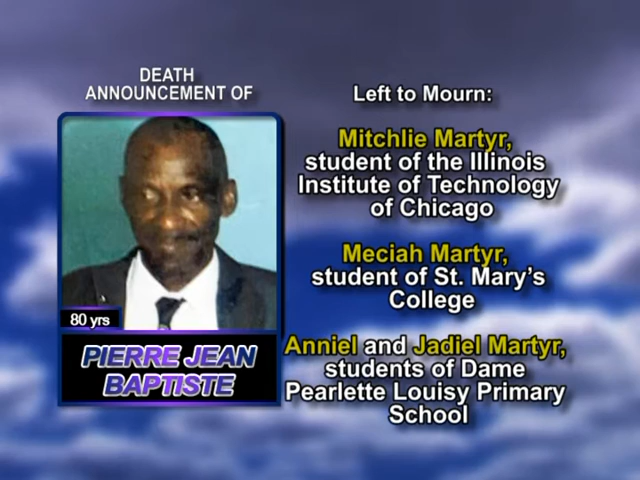 DEATH
ANNOUNCEMENT OF
80 yrs
PIERRE JEAN
BAPTISTE
Left to Mourn:
Mitchlie Martyr,
student of the Illinois
Institute of Technology
of Chicago
Meciah Martyr,
student of St. Mary's
College
Anniel and Jadiel Martyr,
students of Dame
Pearlette Louisy Primary
School